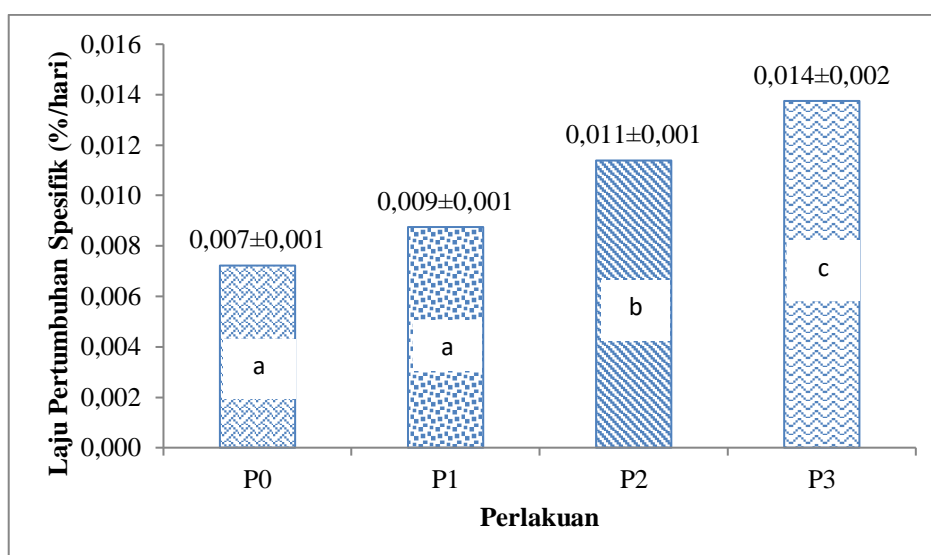 Laju Pertumbuhan Spesifik (%/hari)
0,016
0,014
0,012
0,010
0,008
0,006
0,004
0,002
0,000
0,007±0,001
0,009±0,001
0,011±0,001
0,014±0,002
a
a
b
c
P0
P1
P2
P3
Perlakuan